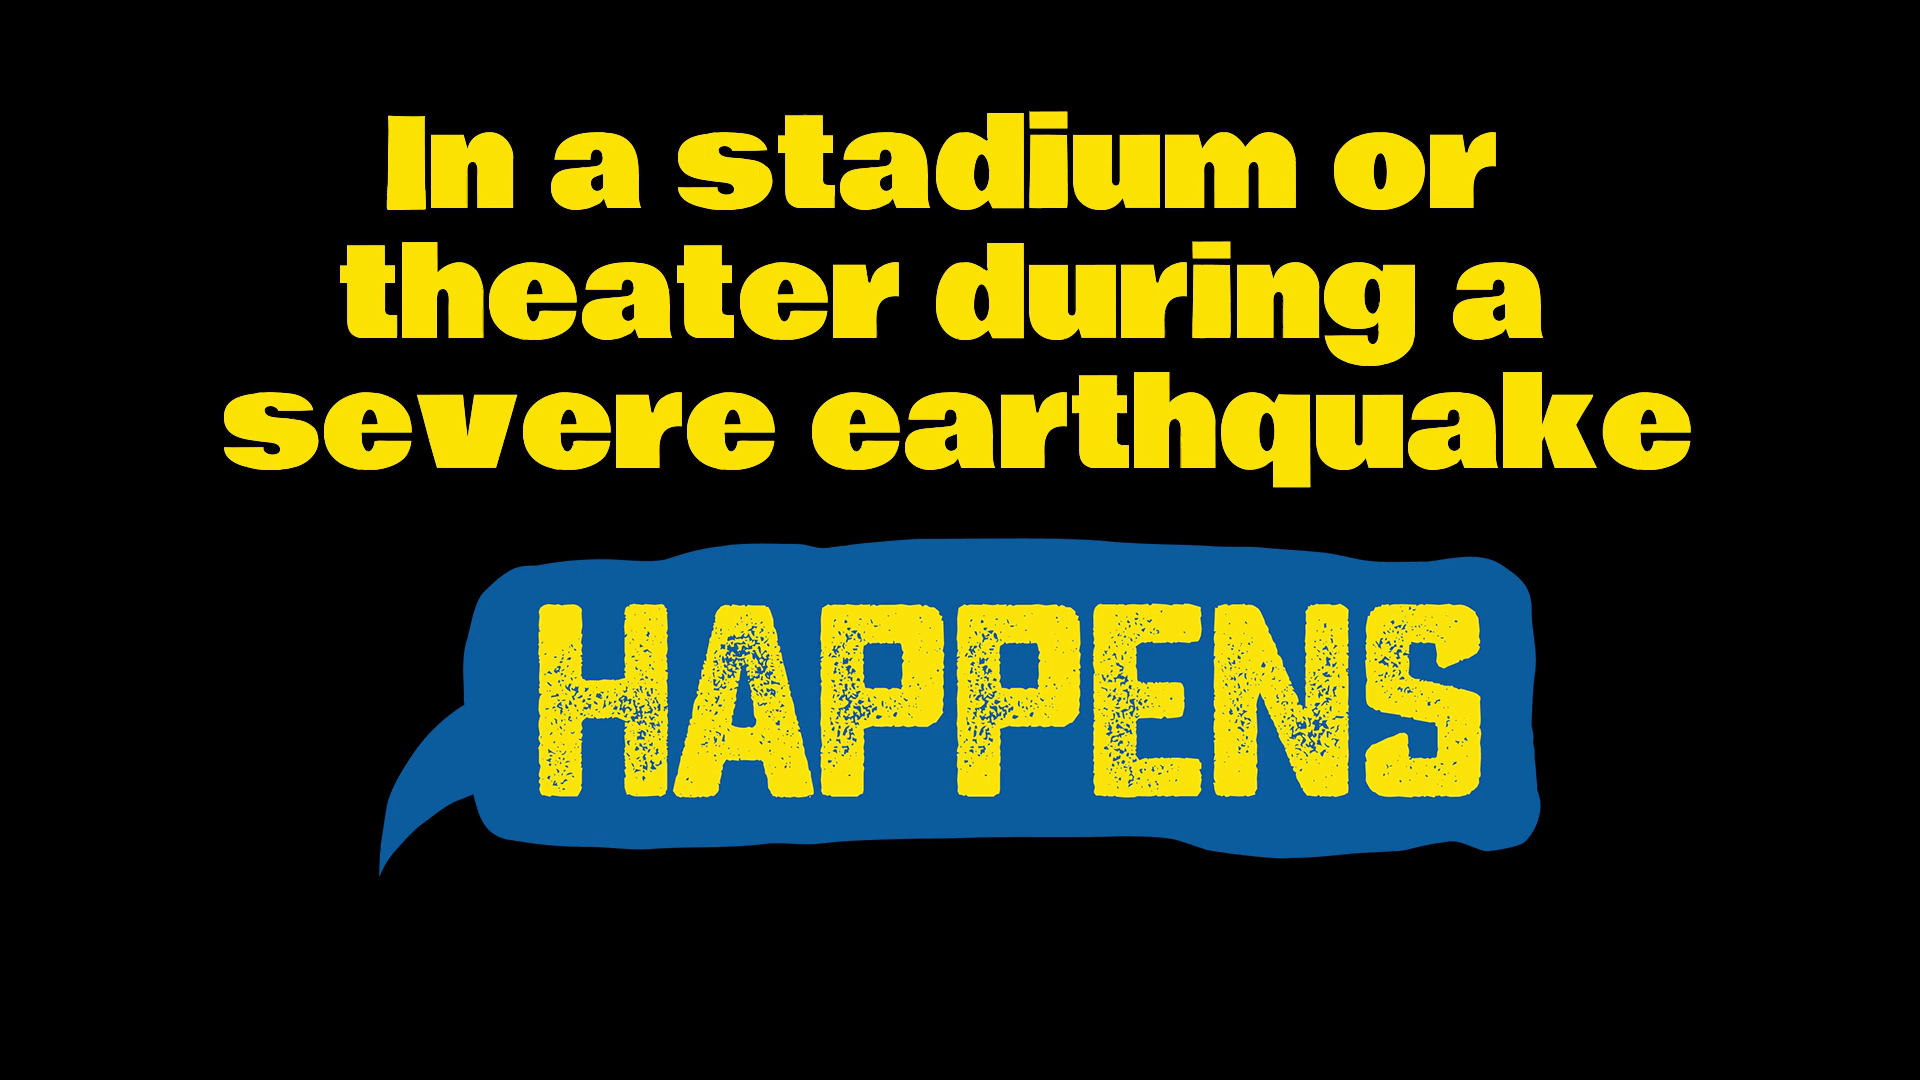 In a stadium or
theater during a
severe earthquake
HAPPENS